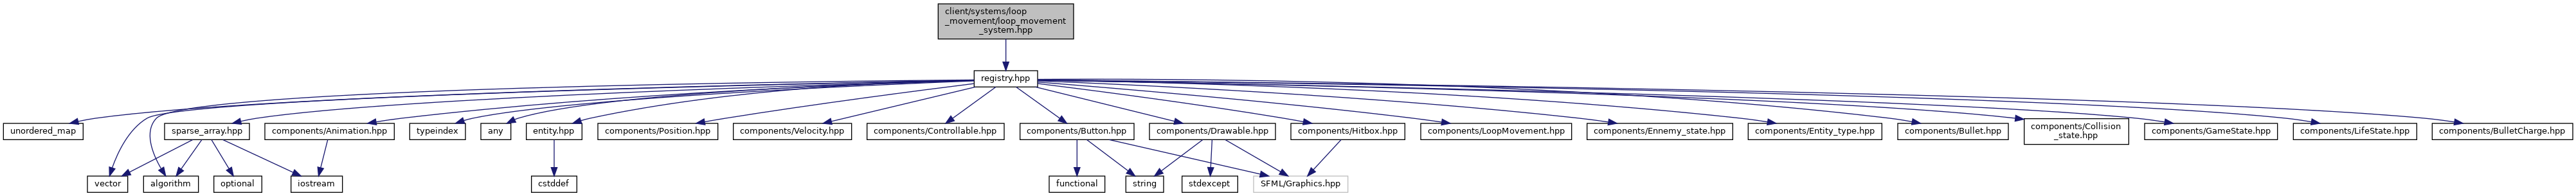 client/systems/loop
_movement/loop_movement
_system.hpp
registry.hpp
unordered_map
sparse_array.hpp
components/Animation.hpp
typeindex
any
entity.hpp
components/Position.hpp
components/Velocity.hpp
components/Controllable.hpp
components/Button.hpp
components/Drawable.hpp
components/Hitbox.hpp
components/LoopMovement.hpp
components/Ennemy_state.hpp
components/Entity_type.hpp
components/Bullet.hpp
components/Collision
_state.hpp
components/GameState.hpp
components/LifeState.hpp
components/BulletCharge.hpp
vector
algorithm
optional
iostream
cstddef
functional
string
stdexcept
SFML/Graphics.hpp